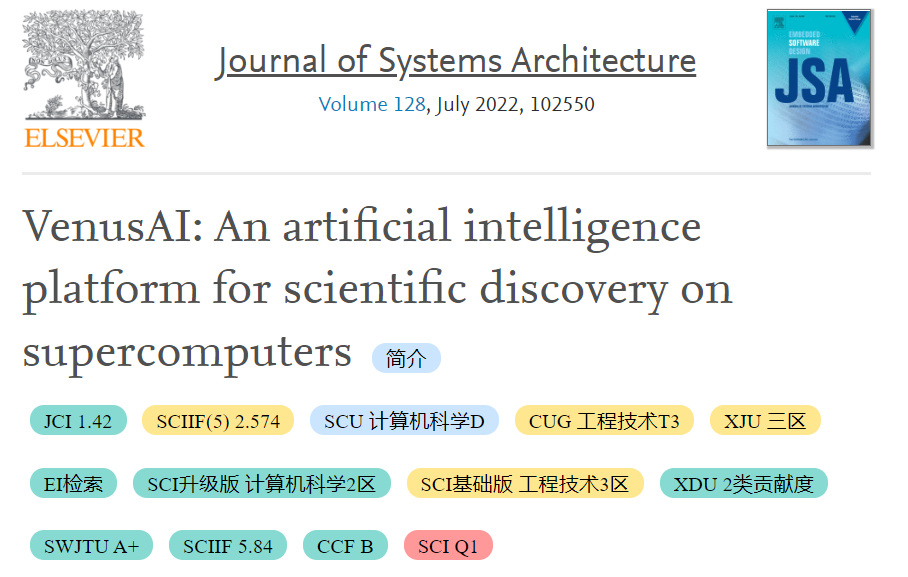 ELSEVIER
Journal of Systems Architecture
Volume 128, July 2022, 102550
EMBEDDED
SOFTWARE
DESIGN
JSA
VenusAI: An artificial intelligence
platform for scientific discovery on
supercomputers 简介
JCI 1.42 SCIIF(5) 2.574 SCU 计算机科学D CUG 工程技术T3 XJU 三区
EI检索 SCI升级版 计算机科学2区 SCI基础版 工程技术3区 XDU 2类贡献度
SWJTU A+ SCIIF 5.84 CCF B SCI Q1